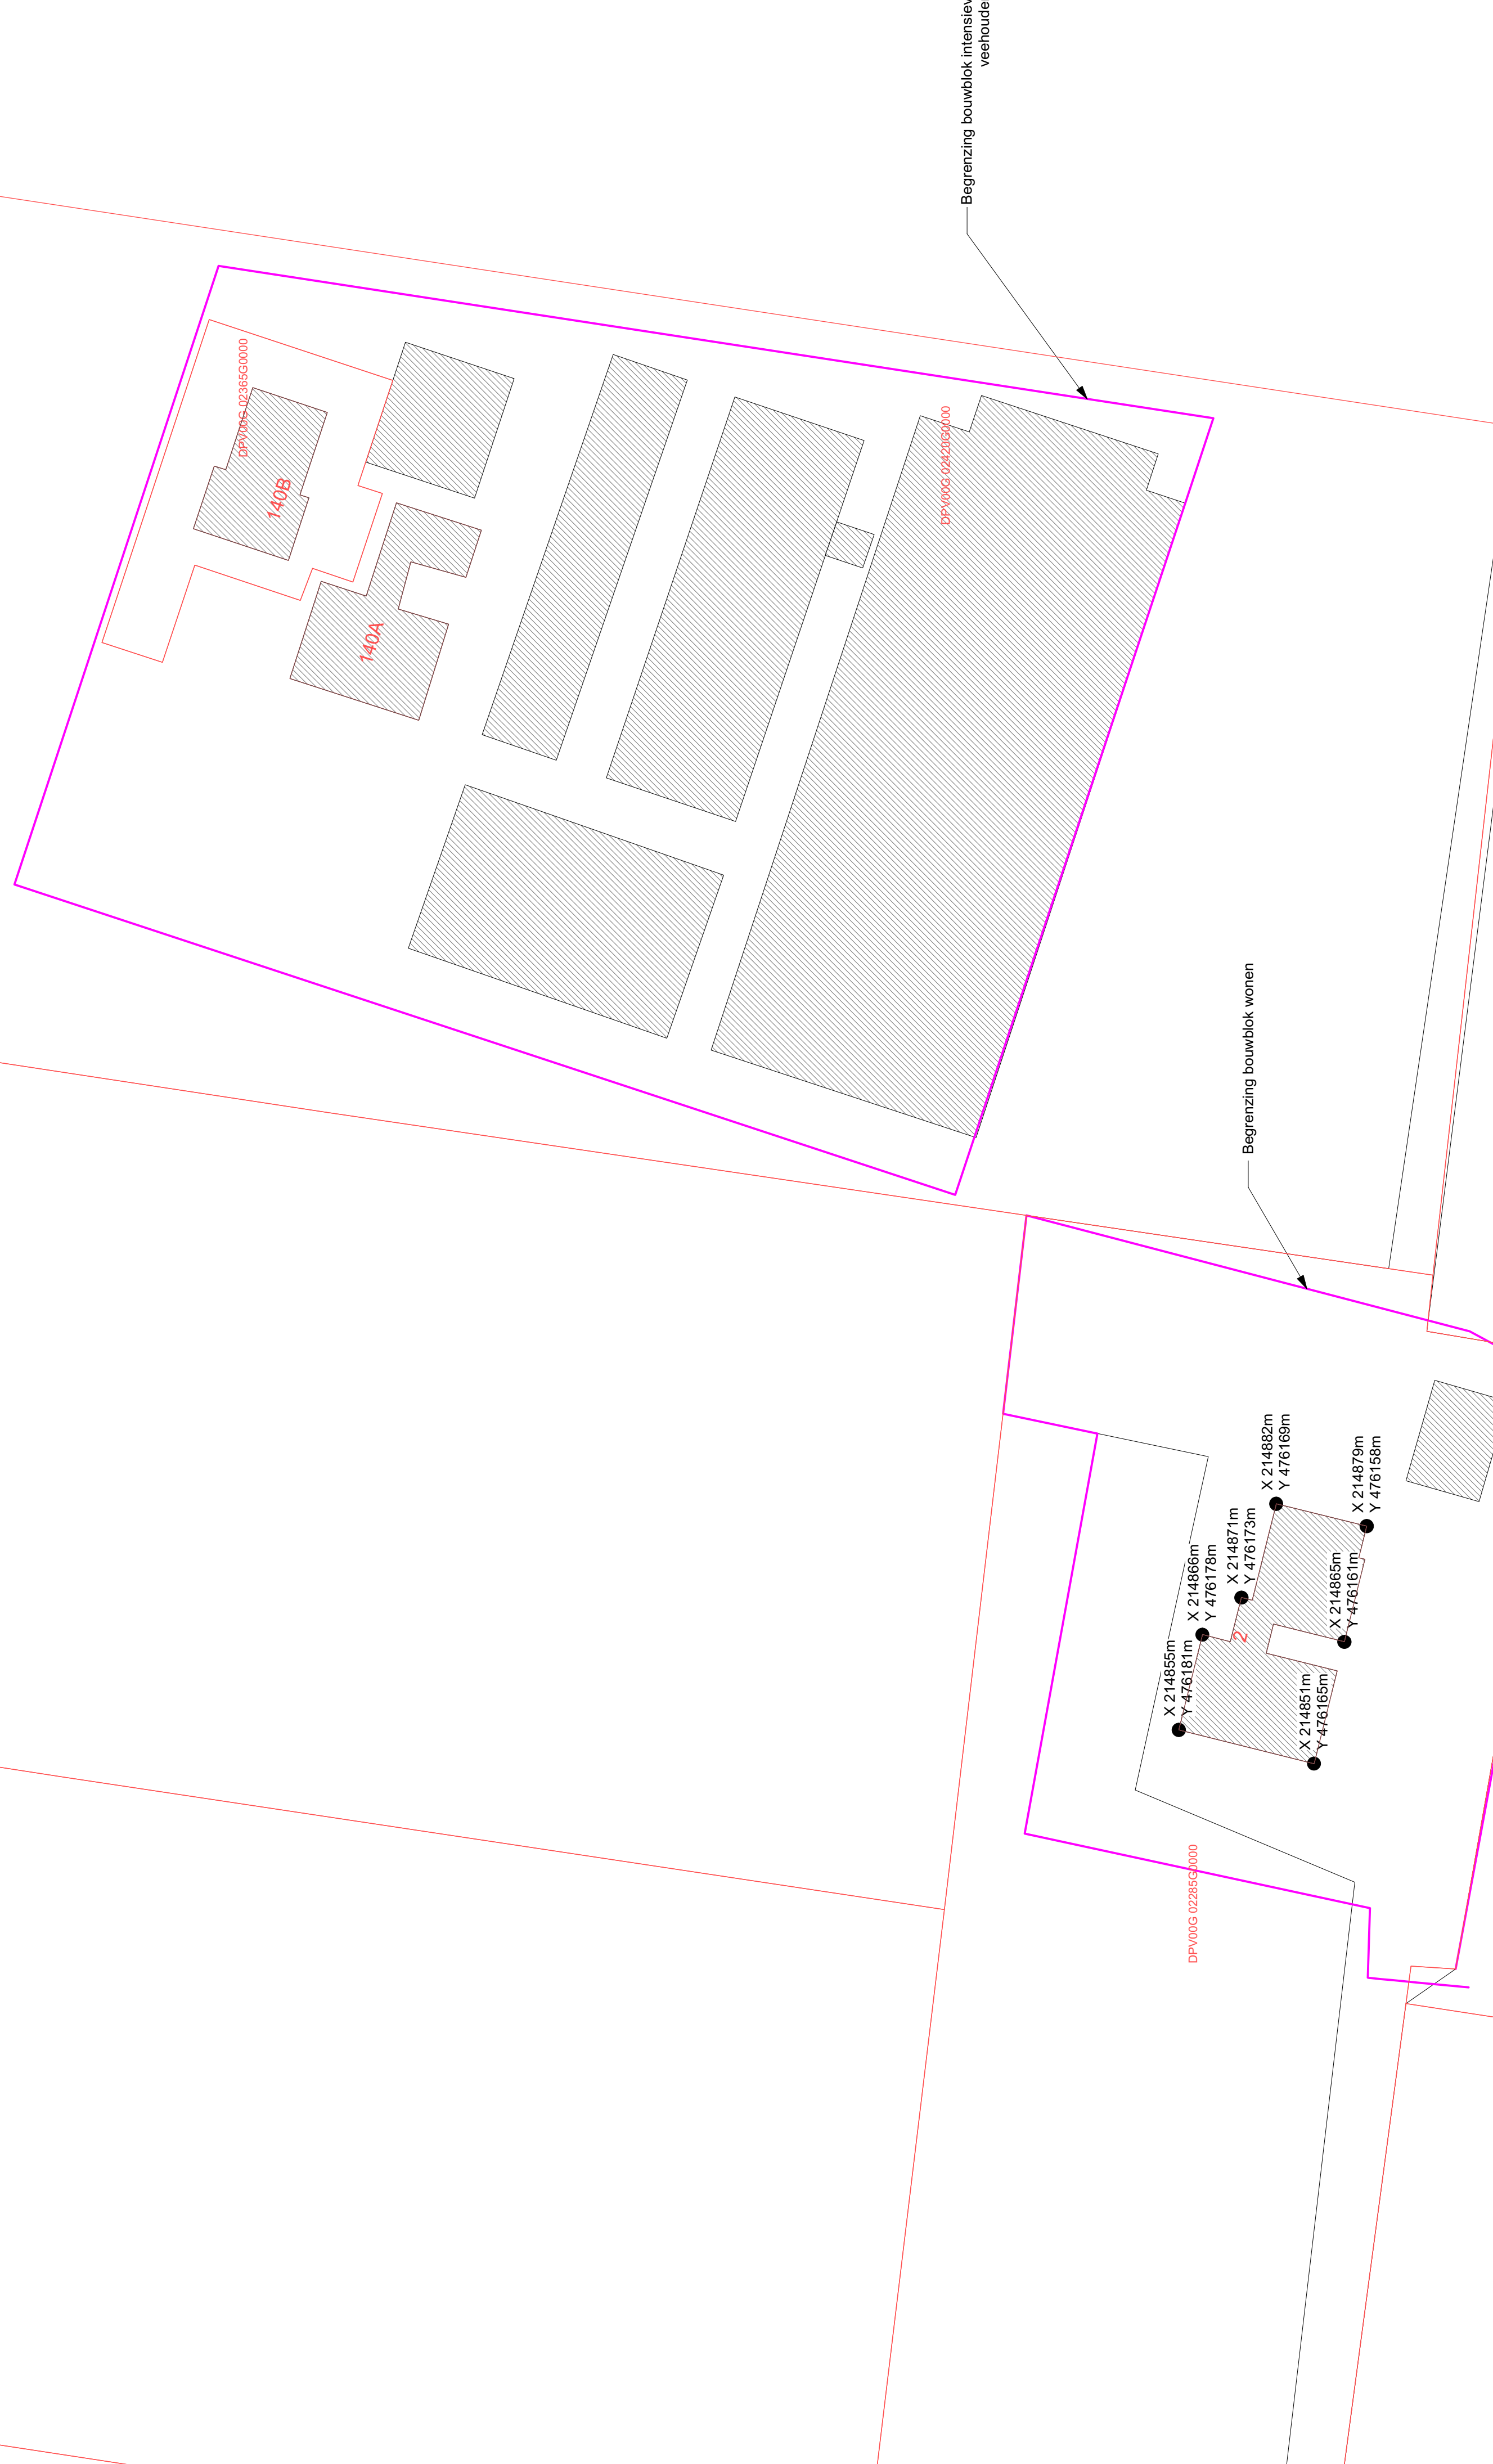 Begrenzing bouwblok intensiev
veehoude
DPV00G 02365G0000
140B
140A
DPV00G 02420G0000
Begrenzing bouwblok wonen
X 214882m
Y 476169m
X 214879m
Y 476158m
X 214871m
Y 476173m
X 214866m
Y 476178m
X 214865m
Y 476161m
X 214855m
Y 476181m
X 214851m
Y 476165m
2
DPV00G 02285G0000